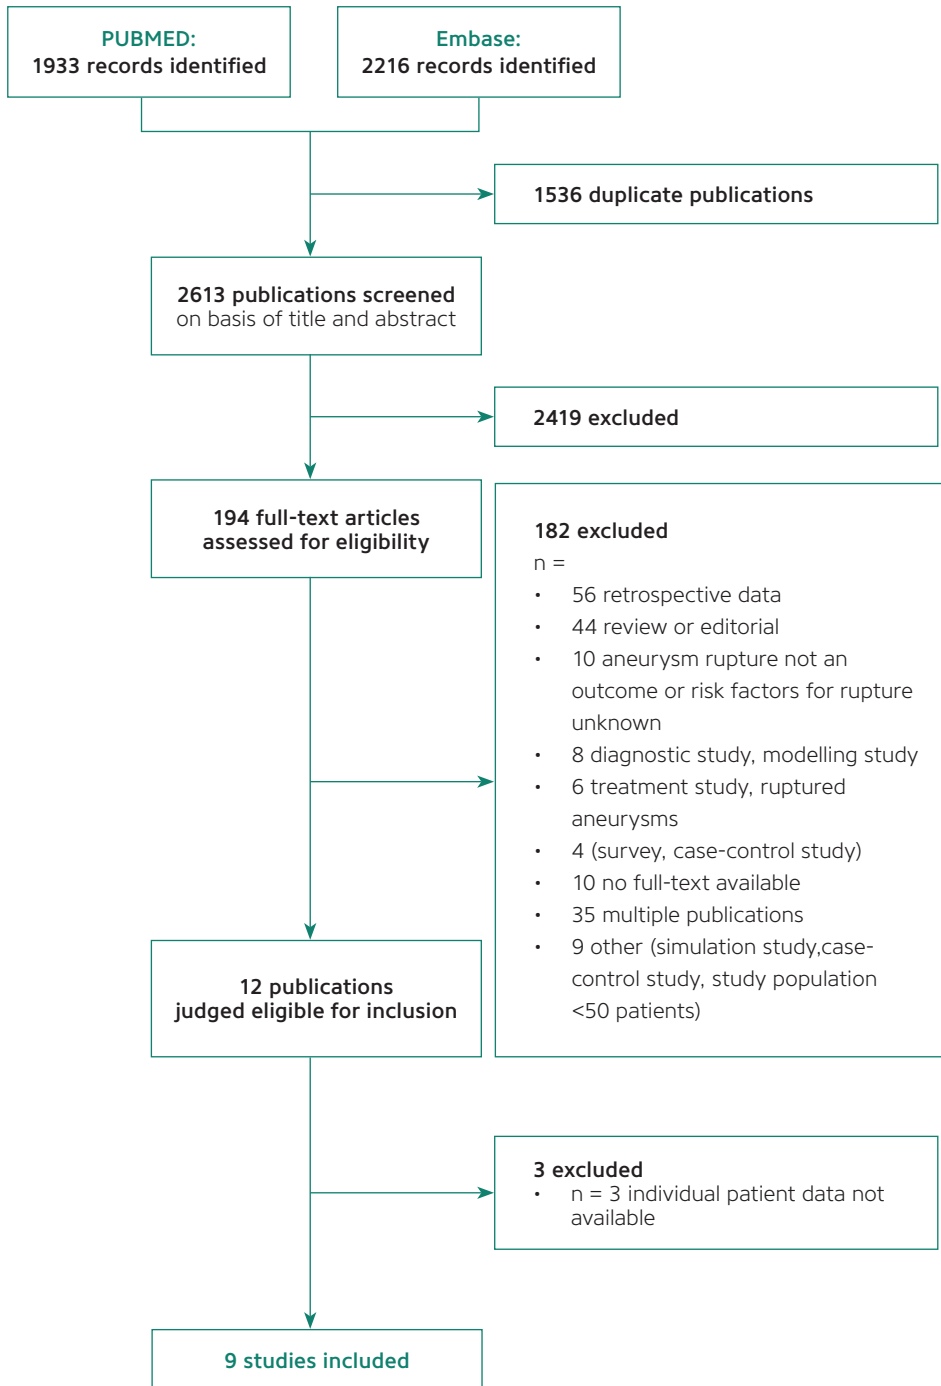 PUBMED:
1933 records identified
Embase:
2216 records identified
1536 duplicate publications
2613 publications screened
on basis of title and abstract
2419 excluded
194 full-text articles
assessed for eligibility
182 excluded
n =
• 56 retrospective data
• 44 review or editorial
• 10 aneurysm rupture not an
outcome or risk factors for rupture
unknown
• 8 diagnostic study, modelling study
• 6 treatment study, ruptured
aneurysms
• 4 (survey, case-control study)
• 10 no full-text available
• 35 multiple publications
• 9 other (simulation study,case-
control study, study population
<50 patients)
12 publications
judged eligible for inclusion
3 excluded
• n = 3 individual patient data not
available
9 studies included